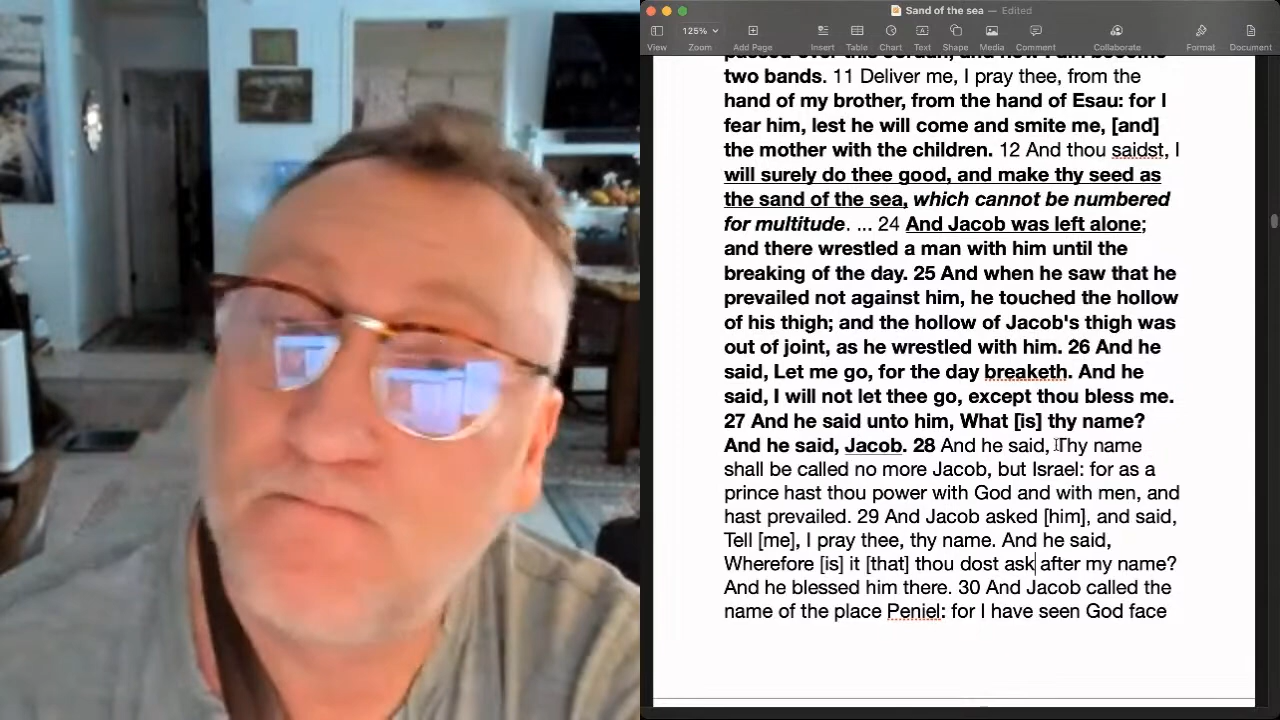 Sand of the sea — Edited
125%
View Zoom Add Page Insert Table Chart Text Shape Media Comment Collaborate Format Document
passed over this Jordan; and now I am become
two bands. 11 Deliver me, I pray thee, from the
hand of my brother, from the hand of Esau: for I
fear him, lest he will come and smite me, [and]
the mother with the children. 12 And thou saidst, I
will surely do thee good, and make thy seed as
the sand of the sea, which cannot be numbered
for multitude. ... 24 And Jacob was left alone;
and there wrestled a man with him until the
breaking of the day. 25 And when he saw that he
prevailed not against him, he touched the hollow
of his thigh; and the hollow of Jacob's thigh was
out of joint, as he wrestled with him. 26 And he
said, Let me go, for the day breaketh. And he
said, I will not let thee go, except thou bless me.
27 And he said unto him, What [is] thy name?
And he said, Jacob. 28 And he said, Thy name
shall be called no more Jacob, but Israel: for as a
prince hast thou power with God and with men, and
hast prevailed. 29 And Jacob asked [him], and said,
Tell [me], I pray thee, thy name. And he said,
Wherefore [is] it [that] thou dost ask after my name?
And he blessed him there. 30 And Jacob called the
name of the place Peniel: for I have seen God face